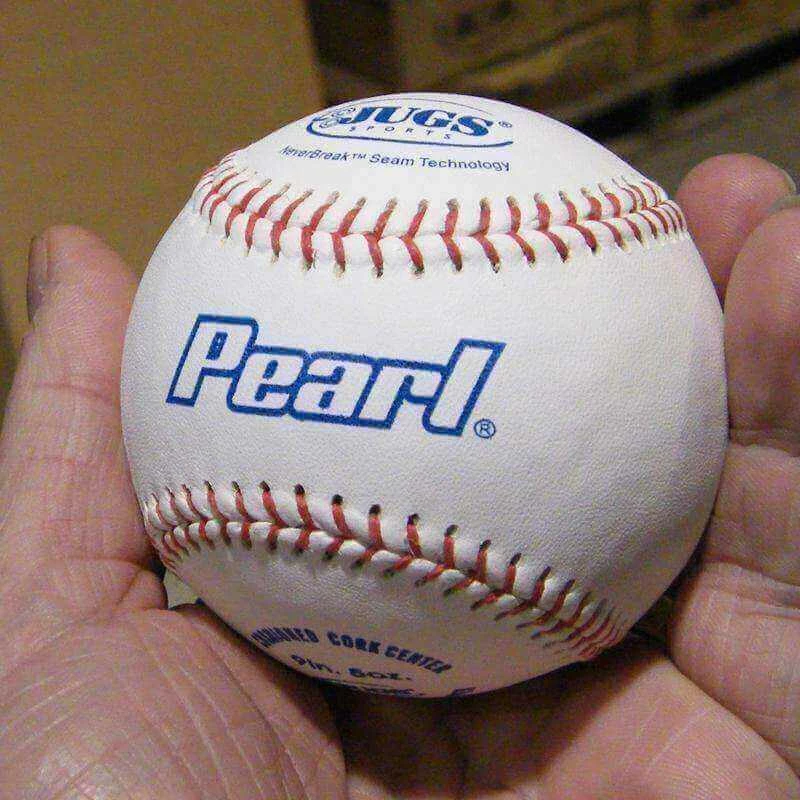 JUGS®
SPORTS
NeverBreak™ Seam Technology
Pearl®
CORK CENTER
9in. 5oz.